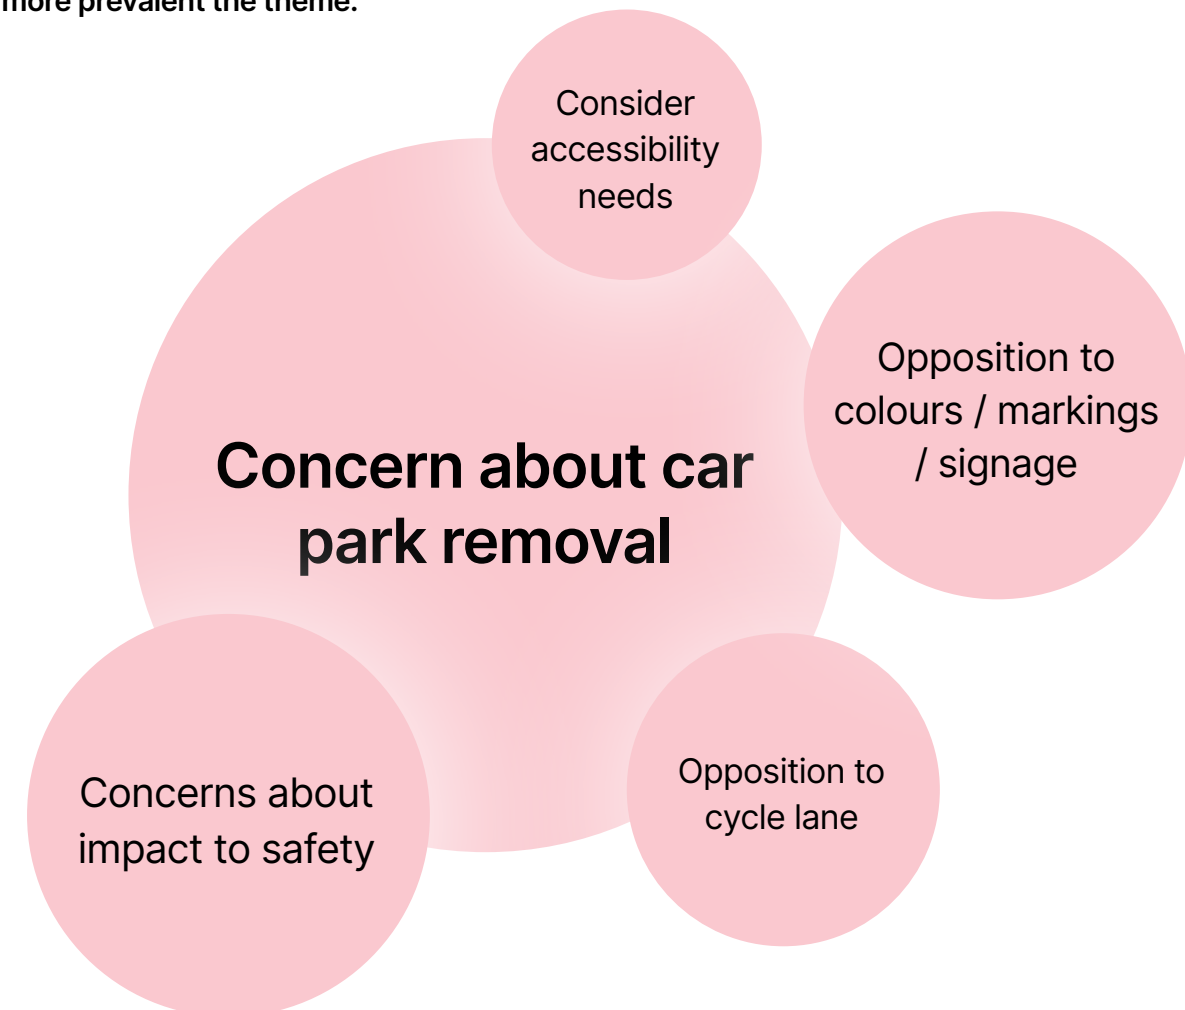 more prevalent the theme.
Consider
accessibility
needs
Opposition to
colours / markings
/ signage
Concern about car
park removal
Concerns about
impact to safety
Opposition to
cycle lane